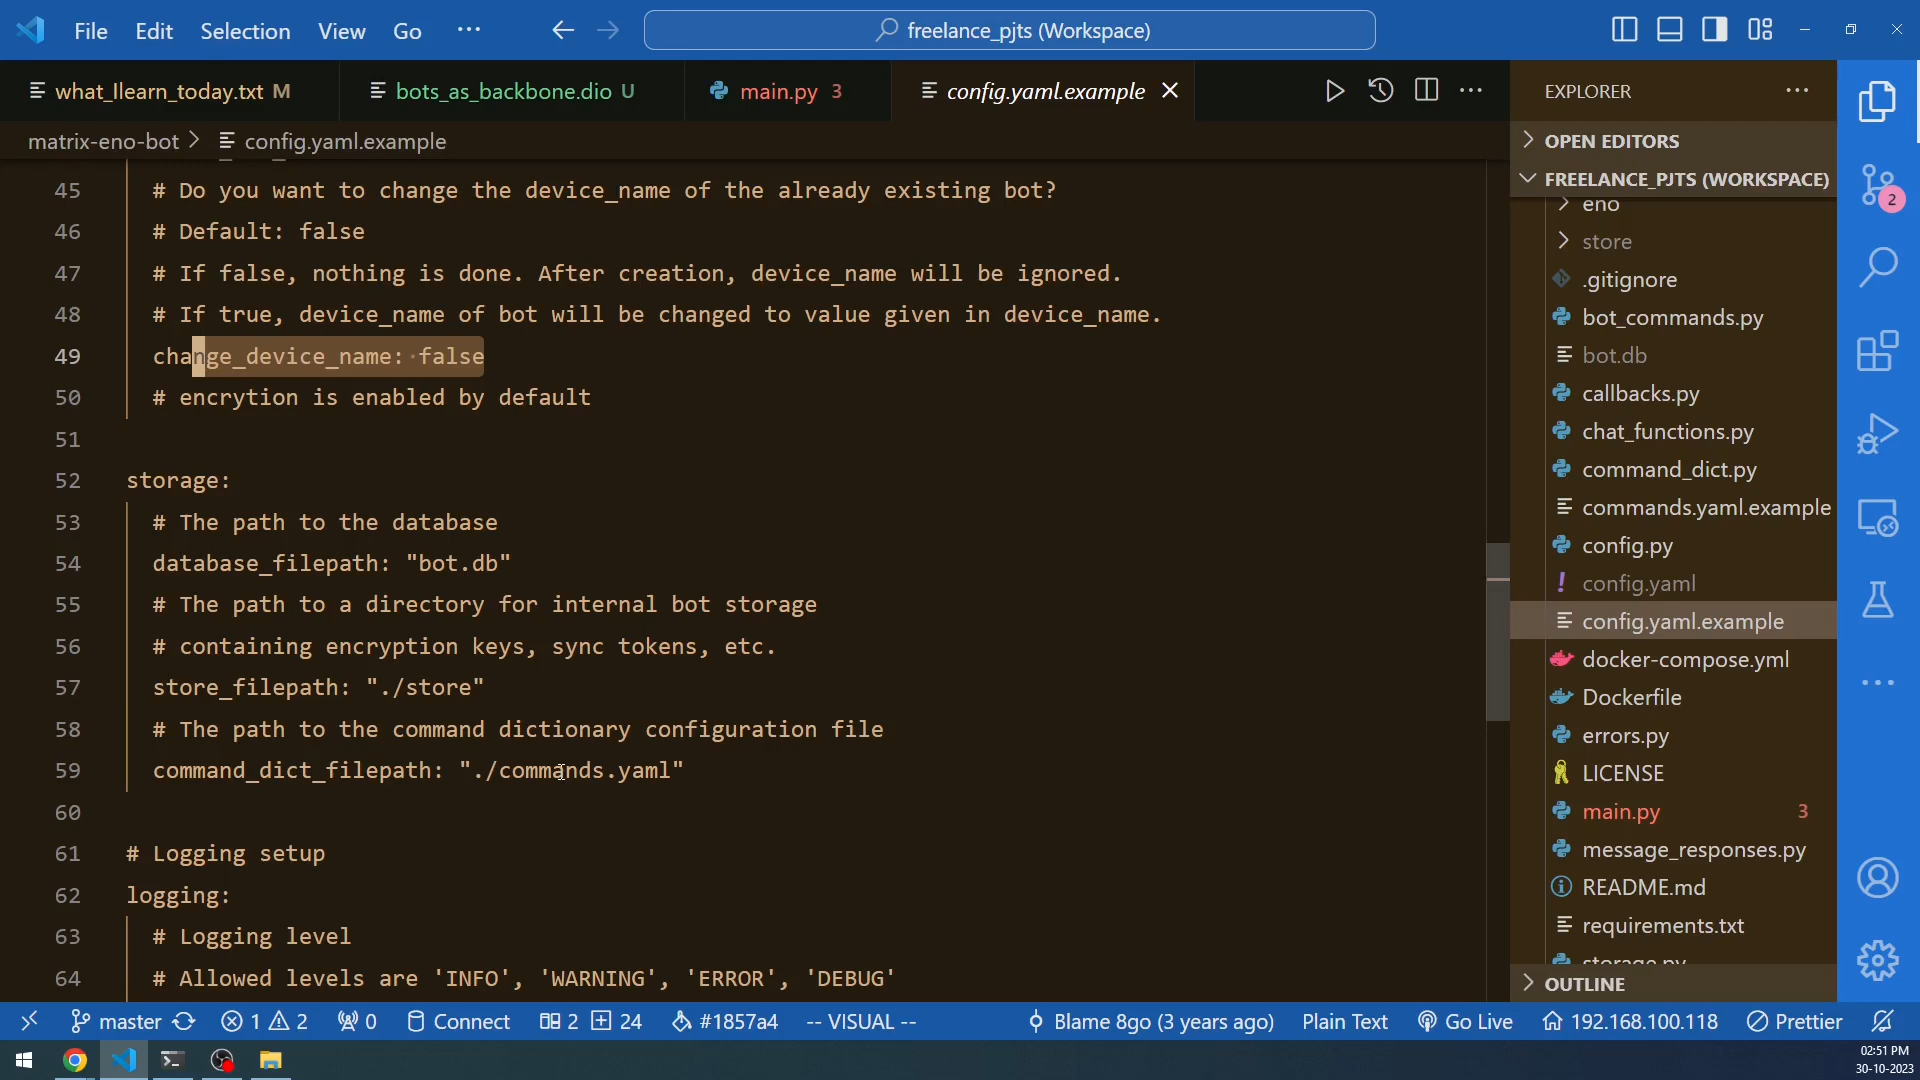 File Edit Selection View Go ···
freelance_pjts (Workspace)
what_Ilearn_today.txt M
bots_as_backbone.dio U
main.py 3
config.yaml.example
matrix-eno-bot > config.yaml.example
45 # Do you want to change the device_name of the already existing bot?
46 # Default: false
47 # If false, nothing is done. After creation, device_name will be ignored.
48 # If true, device_name of bot will be changed to value given in device_name.
49 change_device_name: false
50 # encrytion is enabled by default
51
52 storage:
53 # The path to the database
54 database_filepath: "bot.db"
55 # The path to a directory for internal bot storage
56 # containing encryption keys, sync tokens, etc.
57 store_filepath: "./store"
58 # The path to the command dictionary configuration file
59 command_dict_filepath: "./commands.yaml"
60
61 # Logging setup
62 logging:
63 # Logging level
64 # Allowed levels are 'INFO', 'WARNING', 'ERROR', 'DEBUG'
EXPLORER
OPEN EDITORS
FREELANCE_PJTS (WORKSPACE)
eno
store
.gitignore
bot_commands.py
bot.db
callbacks.py
chat_functions.py
command_dict.py
commands.yaml.example
config.py
config.yaml
config.yaml.example
docker-compose.yml
Dockerfile
errors.py
LICENSE
main.py 3
message_responses.py
README.md
requirements.txt
storage.py
OUTLINE
2
master 1 2 0 Connect 2 24 #1857a4 -- VISUAL -- Blame 8go (3 years ago) Plain Text Go Live 192.168.100.118 Prettier
02:51 PM
30-10-2023